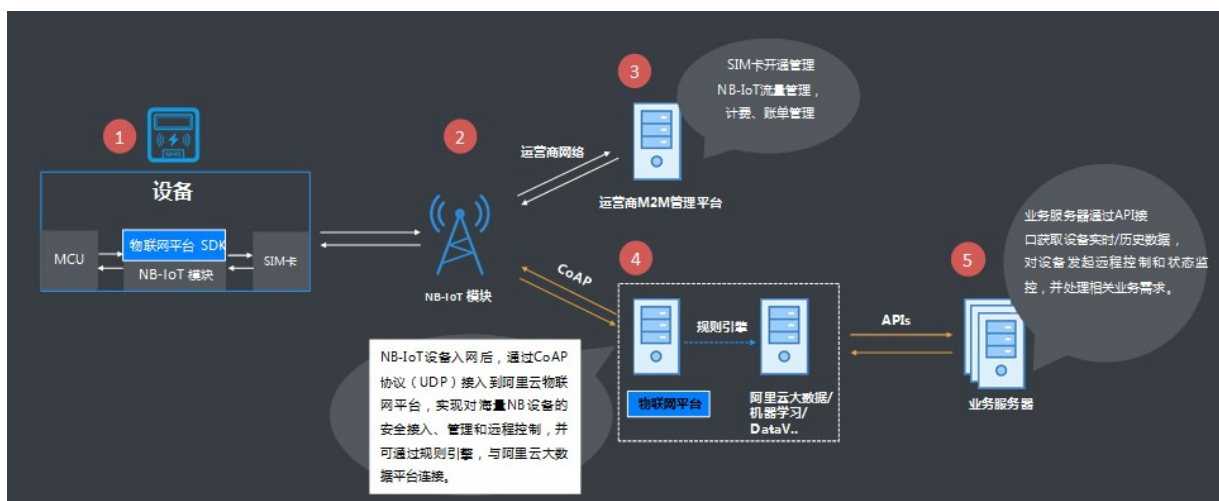 1
设备
MCU
物联网平台 SDK
NB-IoT 模块
SIM卡
2
NB-IoT 模块
运营商网络
3
运营商M2M管理平台
SIM卡开通管理
NB-IoT流量管理，
计费、账单管理
CoAP
NB-IoT设备入网后，通过CoAP
协议（UDP）接入到阿里云物联
网平台，实现对海量NB设备的
安全接入、管理和远程控制，并
可通过规则引擎，与阿里云大数
据平台连接。
4
规则引擎
物联网平台
阿里云大数据/
机器学习/
DataV..
APIs
5
业务服务器
业务服务器通过API接
口获取设备实时/历史数据，
对设备发起远程控制和状态监
控，并处理相关业务需求。